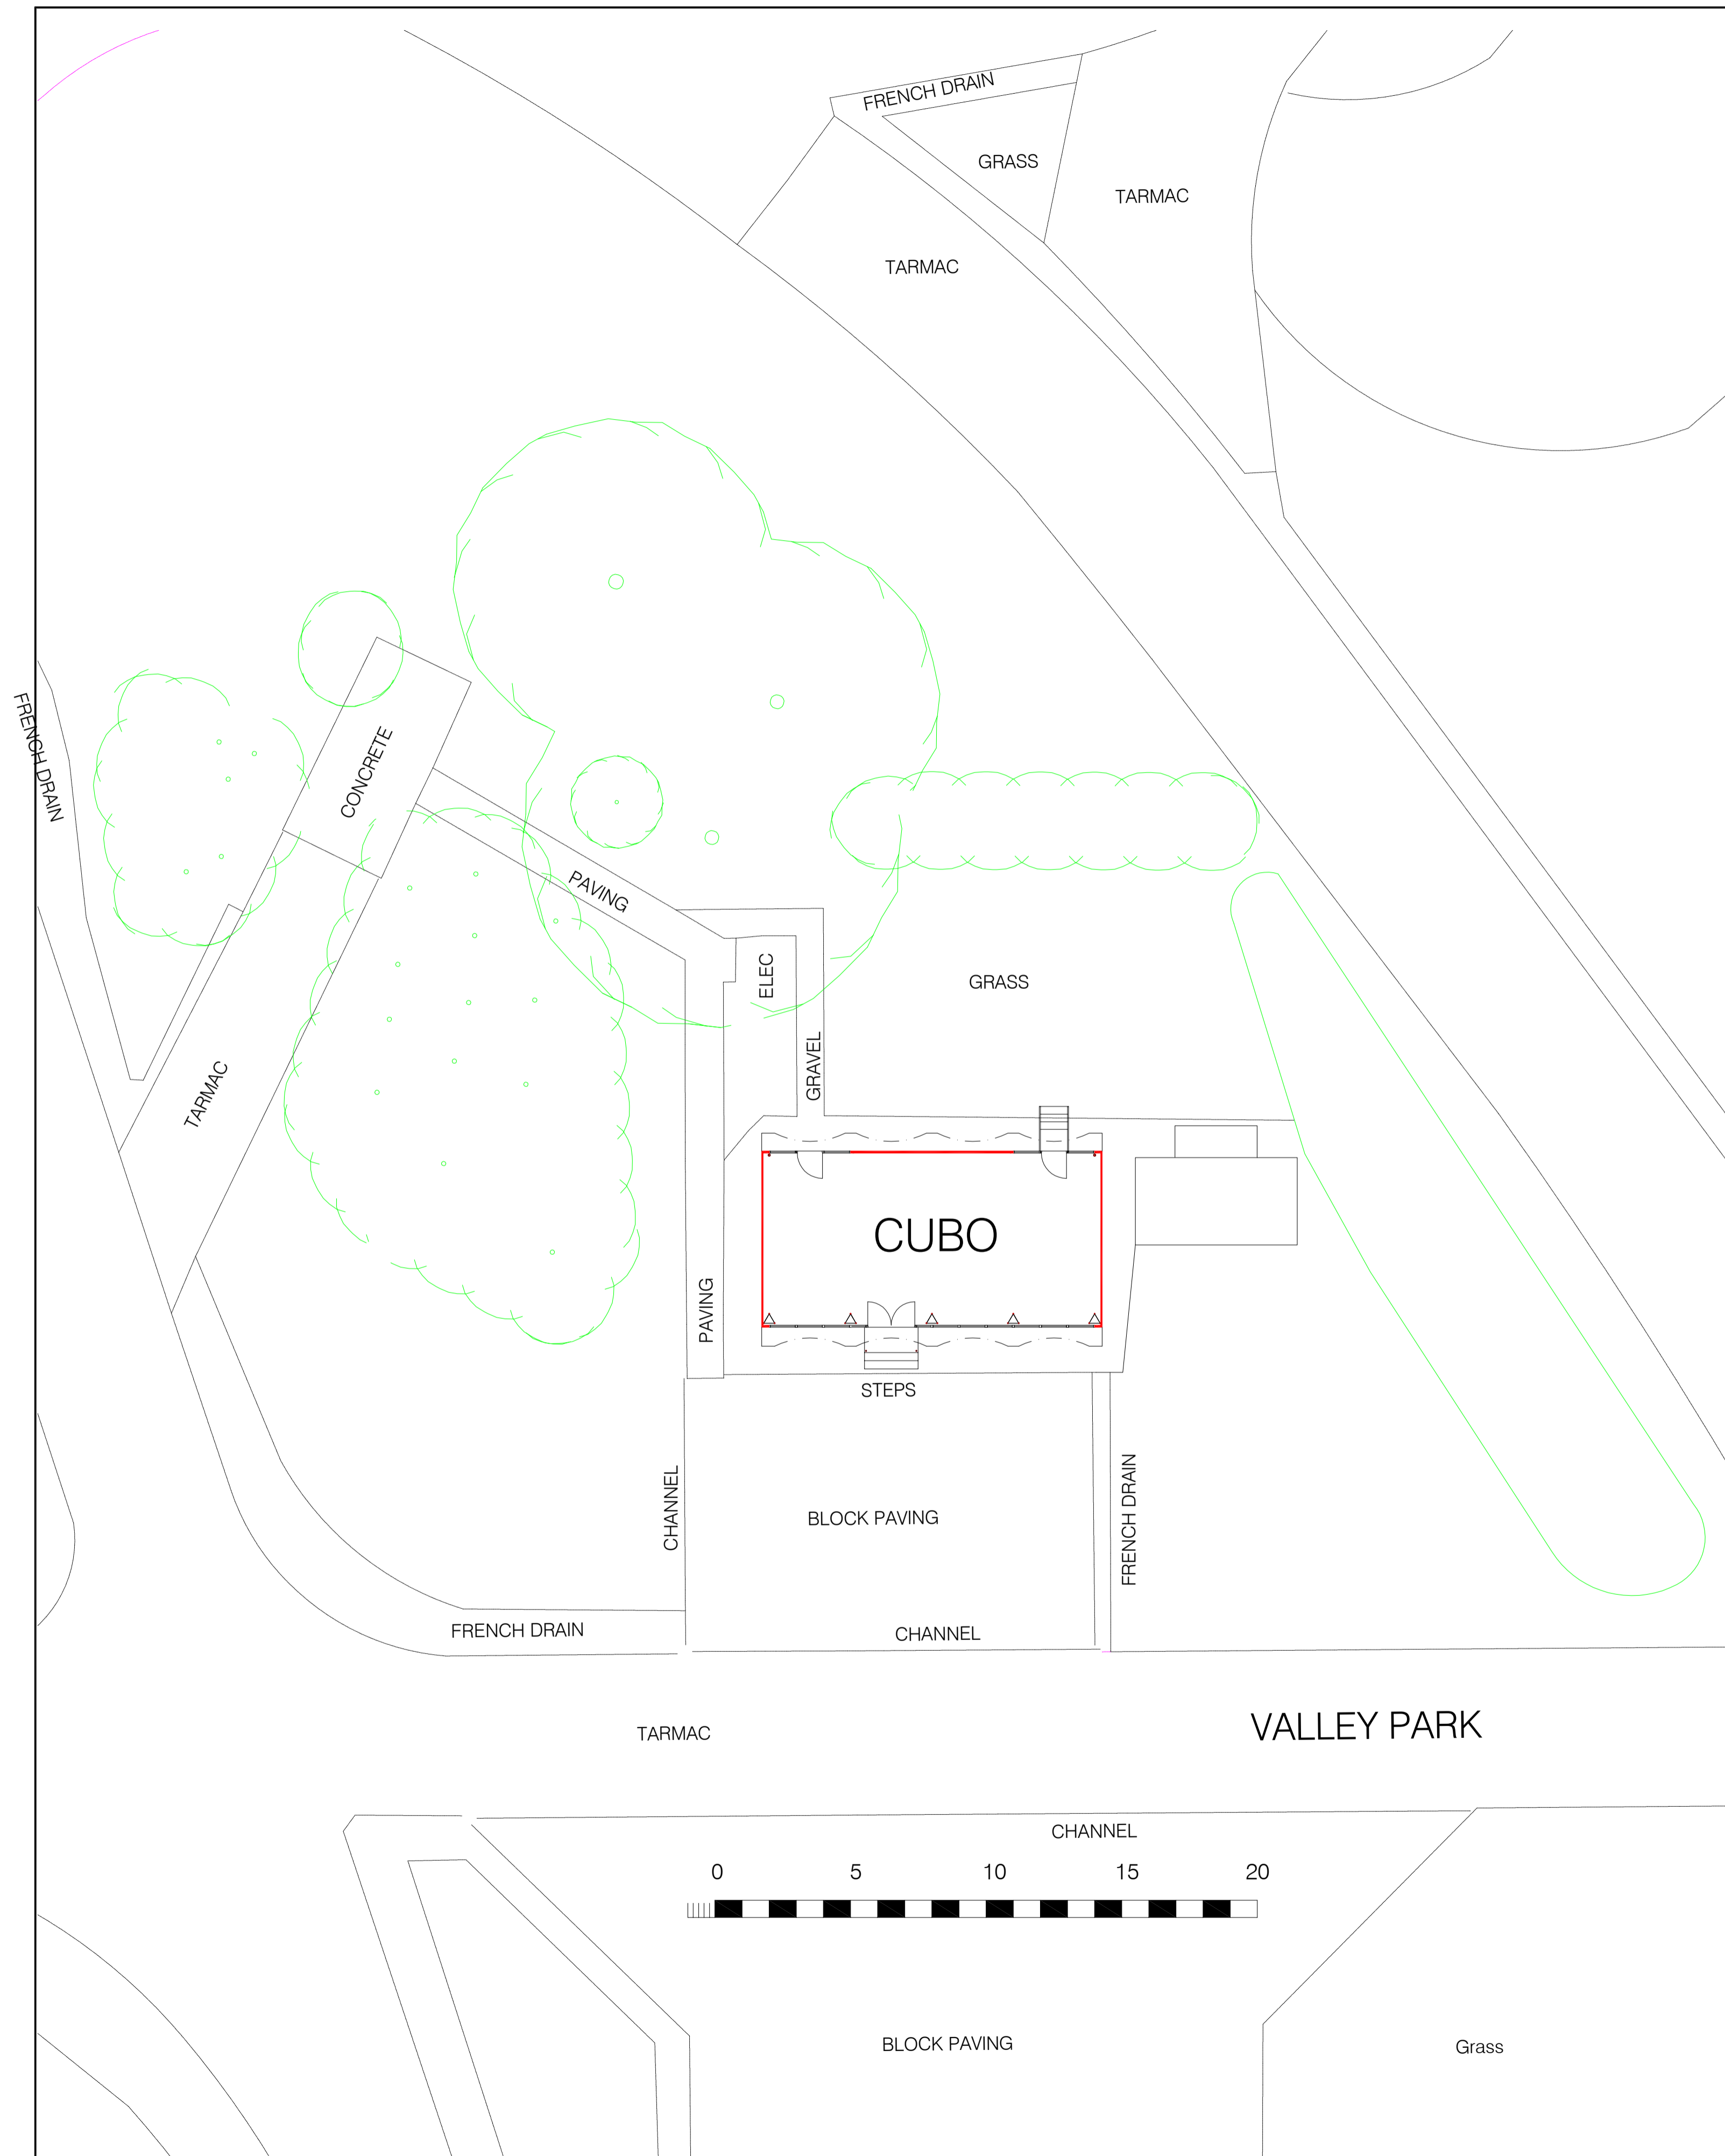 FRENCH DRAIN
GRASS
TARMAC
TARMAC
FRENCH DRAIN
CONCRETE
PAVING
ELEC
GRASS
GRAVEL
TARMAC
CUBO
PAVING
STEPS
CHANNEL
BLOCK PAVING
FRENCH DRAIN
FRENCH DRAIN
CHANNEL
TARMAC
VALLEY PARK
CHANNEL
0 5 10 15 20
BLOCK PAVING
Grass